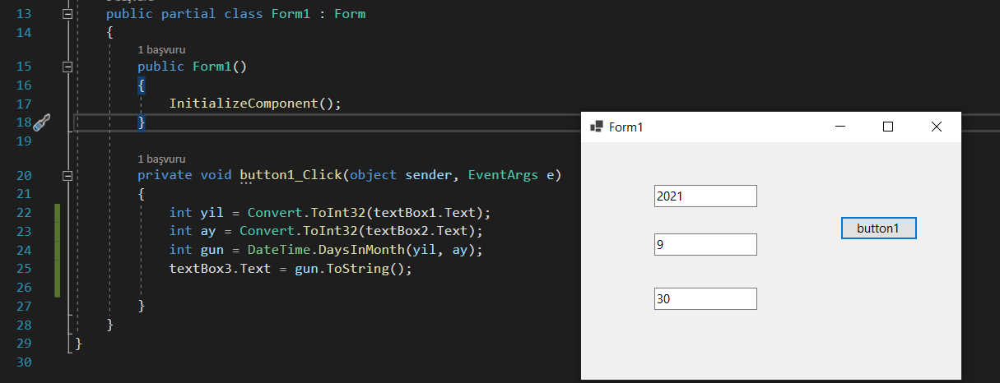 13 public partial class Form1 : Form
14 {
1 başvuru
15 public Form1()
16 {
17 InitializeComponent();
18 }
19
1 başvuru
20 private void button1_Click(object sender, EventArgs e)
21 {
22 int yil = Convert.ToInt32(textBox1.Text);
23 int ay = Convert.ToInt32(textBox2.Text);
24 int gun = DateTime.DaysInMonth(yil, ay);
25 textBox3.Text = gun.ToString();
26
27 }
28 }
29 }
30
Form1
2021
button1
9
30